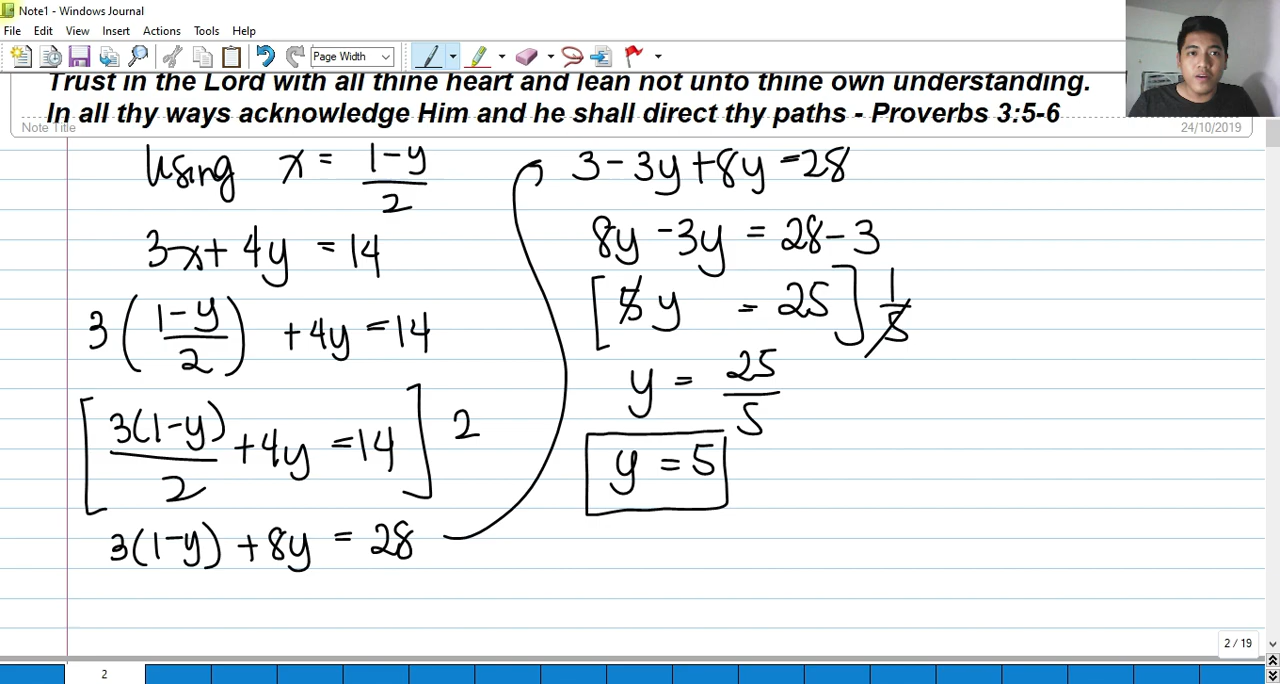 Note1 - Windows Journal
File Edit View Insert Actions Tools Help
Page Width
Trust in the Lord with all thine heart and lean not unto thine own understanding.
In all thy ways acknowledge Him and he shall direct thy paths - Proverbs 3:5-6
Note Title
24/10/2019
Using x = (1-y)/2
3x + 4y = 14
3 ( (1-y)/2 ) + 4y = 14
[ 3(1-y)/2 + 4y = 14 ] 2
3(1-y) + 8y = 28
3 - 3y + 8y = 28
8y - 3y = 28 - 3
[ 5y = 25 ] 1/5
y = 25/5
y = 5
2 / 19
2